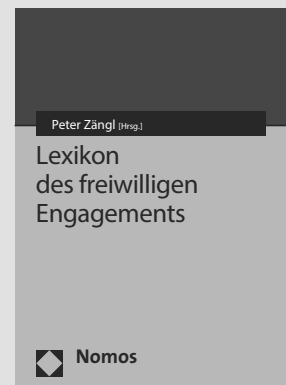 Peter Zängl [Hrsg.]
Lexikon
des freiwilligen
Engagements
Nomos